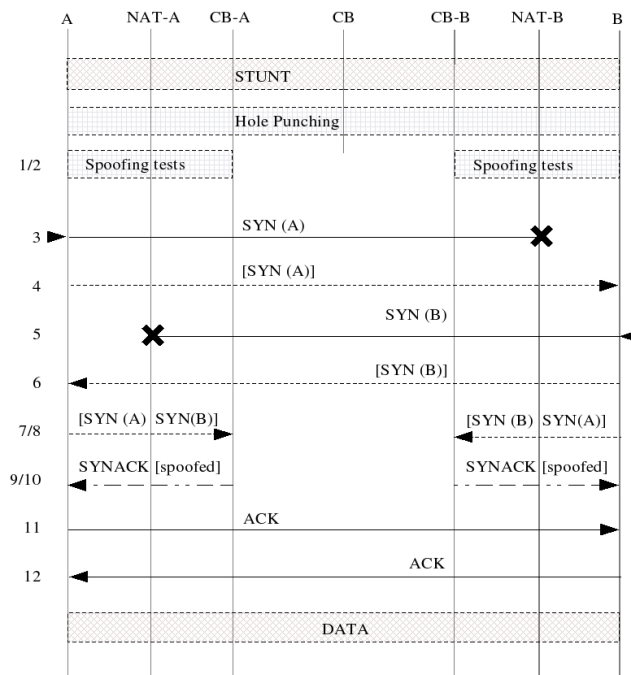 A NAT-A CB-A CB CB-B NAT-B B
STUNT
Hole Punching
1/2 Spoofing tests Spoofing tests
3 SYN (A)
4 [SYN (A)]
5 SYN (B)
6 [SYN (B)]
7/8 [SYN (A) SYN(B)] [SYN (B) SYN(A)]
9/10 SYNACK [spoofed] SYNACK [spoofed]
11 ACK
12 ACK
DATA